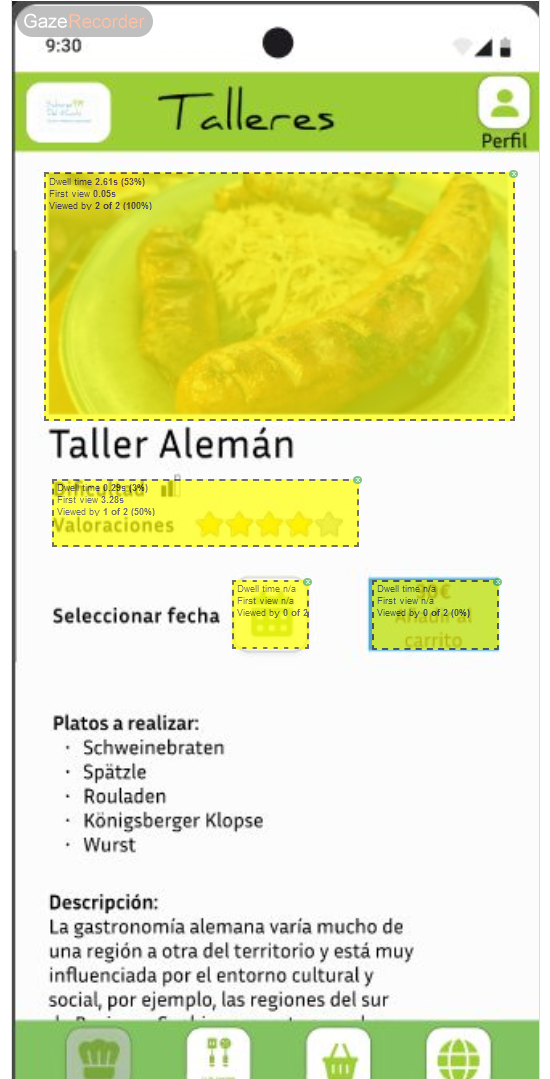 GazeRecorder
9:30
Talleres
Perfil
Dwell time 2.61s (53%)
First view 0.05s
Viewed by 2 of 2 (100%)
Taller Alemán
Dificultad
Dwell time 0.29s (3%)
First view 3.28s
Viewed by 1 of 2 (50%)
Valoraciones
Seleccionar fecha
Dwell time n/a
First view n/a
Viewed by 0 of 2
Dwell time n/a
First view n/a
Viewed by 0 of 2 (0%)
Añadir al
carrito
Platos a realizar:
· Schweinebraten
· Spätzle
· Rouladen
· Königsberger Klopse
· Wurst
Descripción:
La gastronomía alemana varía mucho de
una región a otra del territorio y está muy
influenciada por el entorno cultural y
social, por ejemplo, las regiones del sur